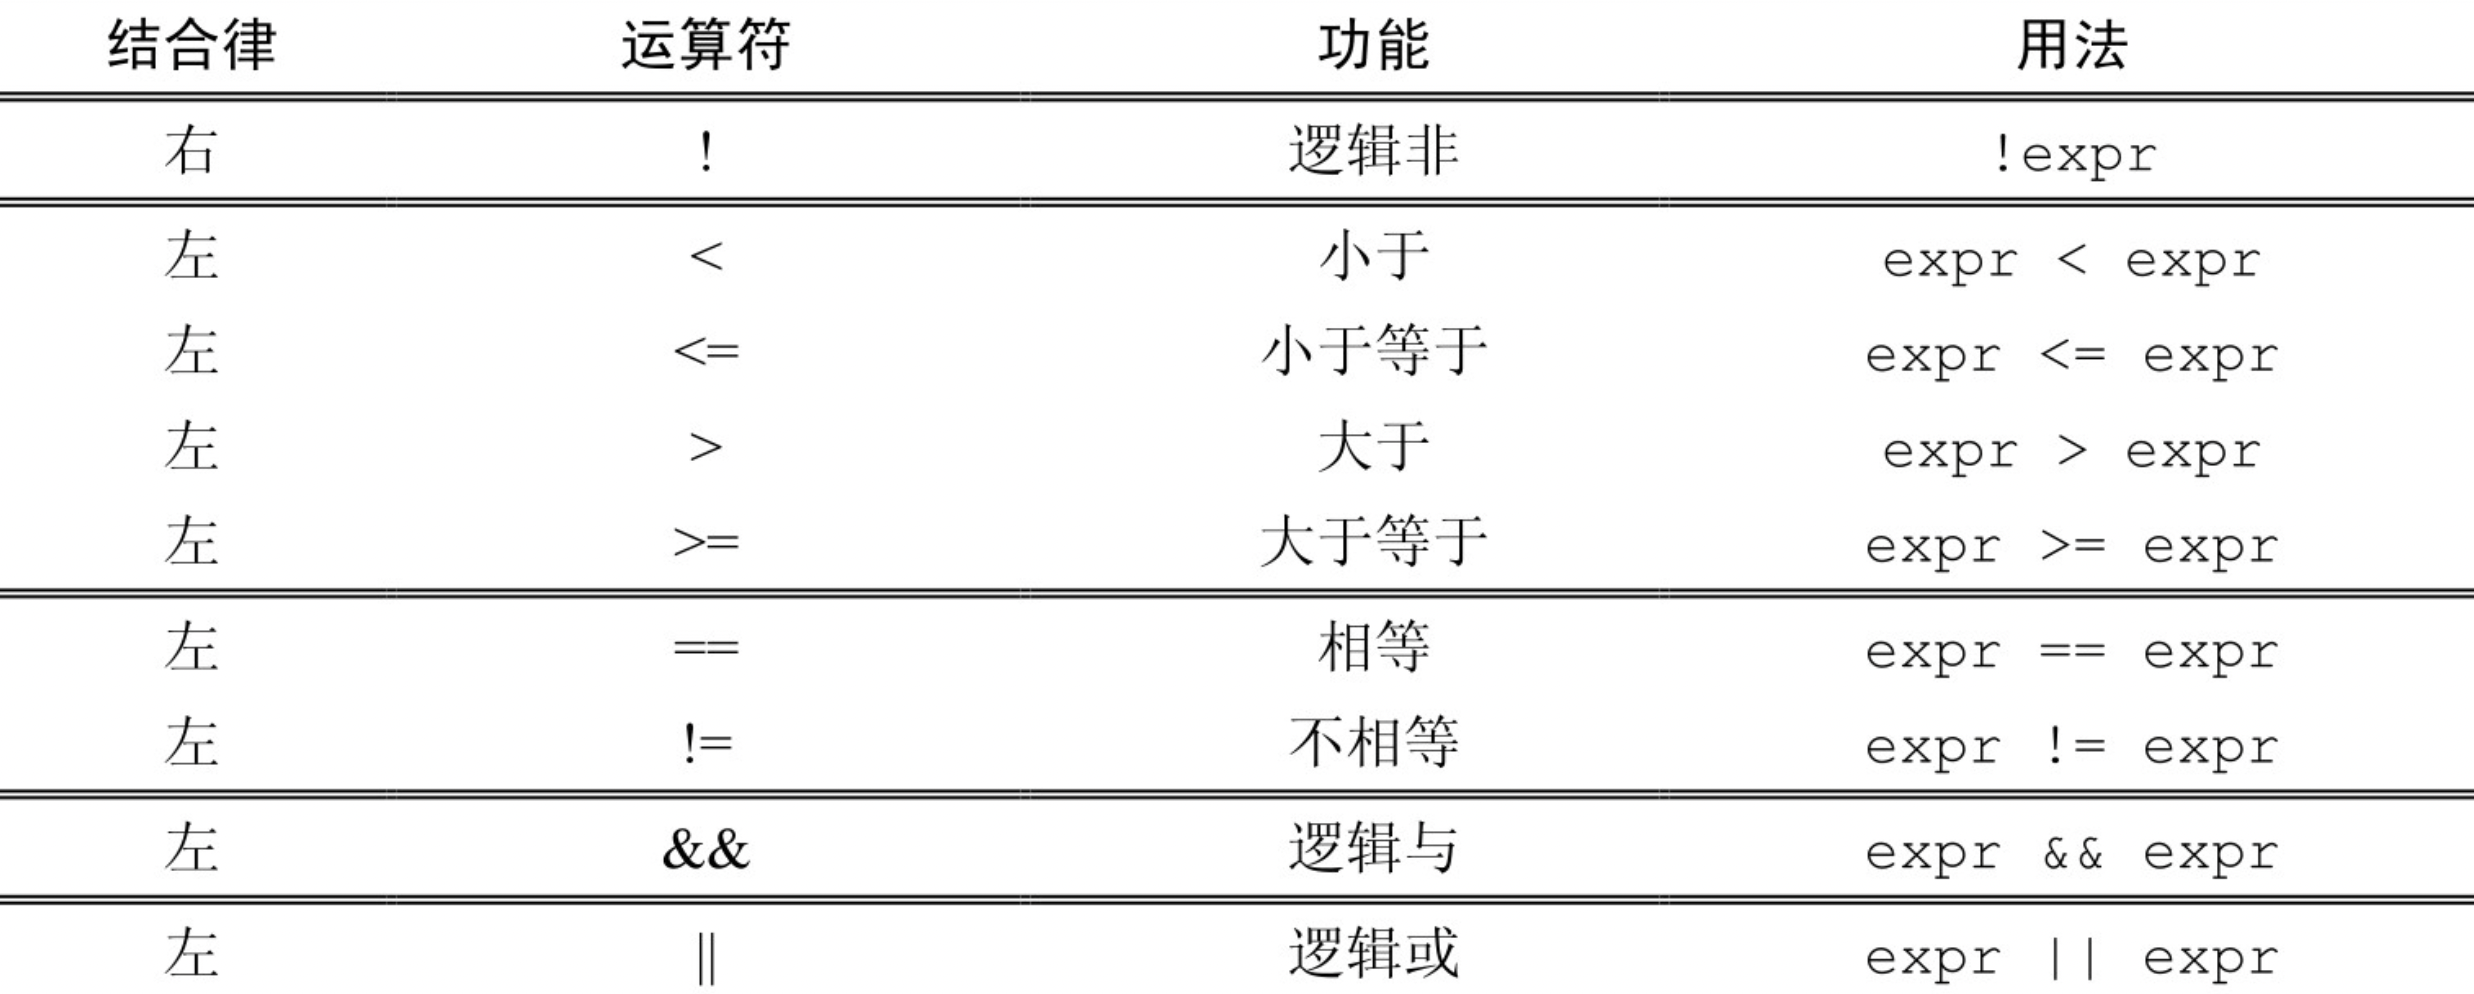 结合律 运算符 功能 用法
右 ! 逻辑非 !expr
左 < 小于 expr < expr
左 <= 小于等于 expr <= expr
左 > 大于 expr > expr
左 >= 大于等于 expr >= expr
左 == 相等 expr == expr
左 != 不相等 expr != expr
左 && 逻辑与 expr && expr
左 || 逻辑或 expr || expr